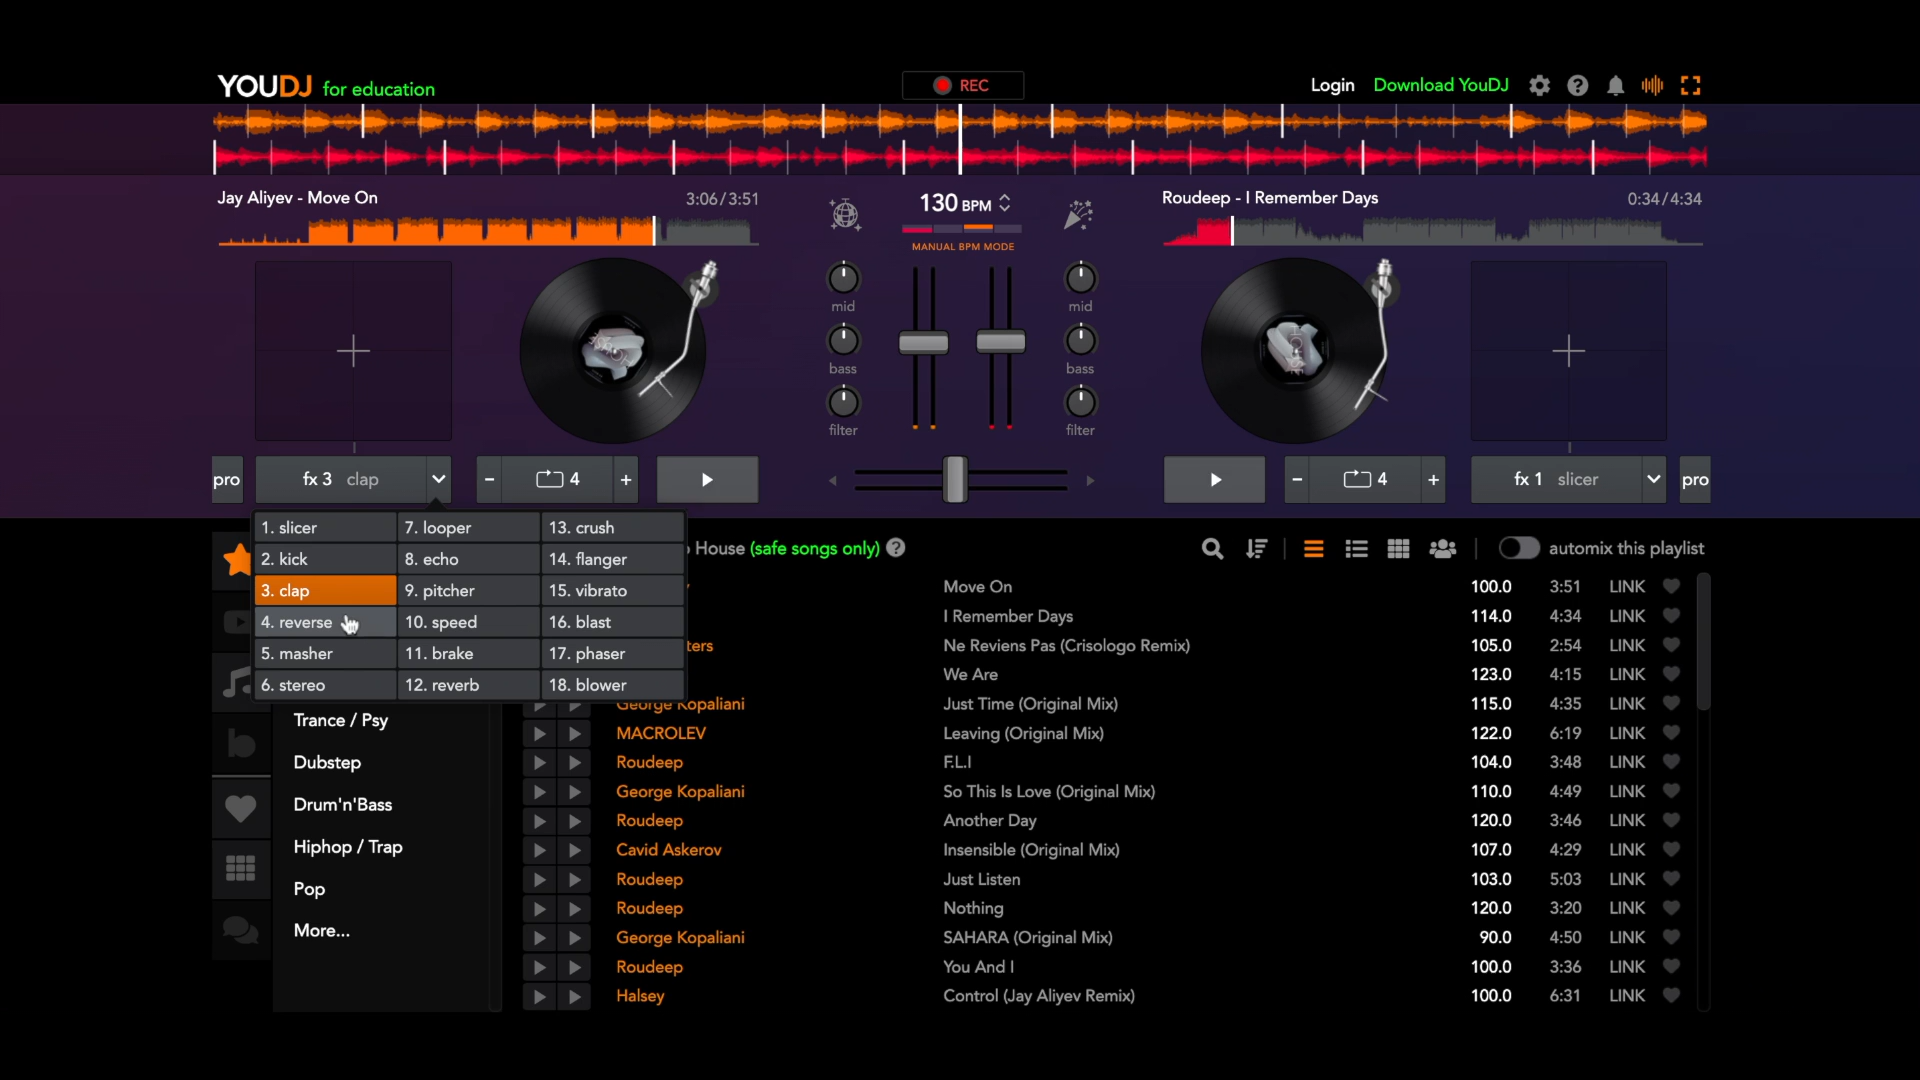 YOUDJ for education
REC
Login Download YouDJ
Jay Aliyev - Move On 3:06/3:51
130 BPM
MANUAL BPM MODE
Roudeep - I Remember Days 0:34/4:34
mid
bass
filter
mid
bass
filter
pro fx 3 clap - 4 +
- 4 + fx 1 slicer pro
1. slicer 7. looper 13. crush
2. kick 8. echo 14. flanger
3. clap 9. pitcher 15. vibrato
4. reverse 10. speed 16. blast
5. masher 11. brake 17. phaser
6. stereo 12. reverb 18. blower
House (safe songs only) ?
automix this playlist
Trance / Psy
Dubstep
Drum'n'Bass
Hiphop / Trap
Pop
More...
Move On 100.0 3:51 LINK
I Remember Days 114.0 4:34 LINK
Ne Reviens Pas (Crisologo Remix) 105.0 2:54 LINK
We Are 123.0 4:15 LINK
George Kopaliani Just Time (Original Mix) 115.0 4:35 LINK
MACROLEV Leaving (Original Mix) 122.0 6:19 LINK
Roudeep F.L.I 104.0 3:48 LINK
George Kopaliani So This Is Love (Original Mix) 110.0 4:49 LINK
Roudeep Another Day 120.0 3:46 LINK
Cavid Askerov Insensible (Original Mix) 107.0 4:29 LINK
Roudeep Just Listen 103.0 5:03 LINK
Roudeep Nothing 120.0 3:20 LINK
George Kopaliani SAHARA (Original Mix) 90.0 4:50 LINK
Roudeep You And I 100.0 3:36 LINK
Halsey Control (Jay Aliyev Remix) 100.0 6:31 LINK